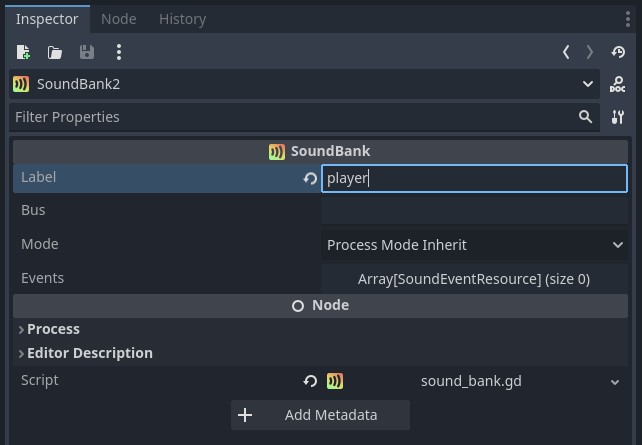 Inspector Node History
SoundBank2
DOC
Filter Properties
SoundBank
Label player
Bus
Mode Process Mode Inherit
Events Array[SoundEventResource] (size 0)
Node
Process
Editor Description
Script sound_bank.gd
Add Metadata